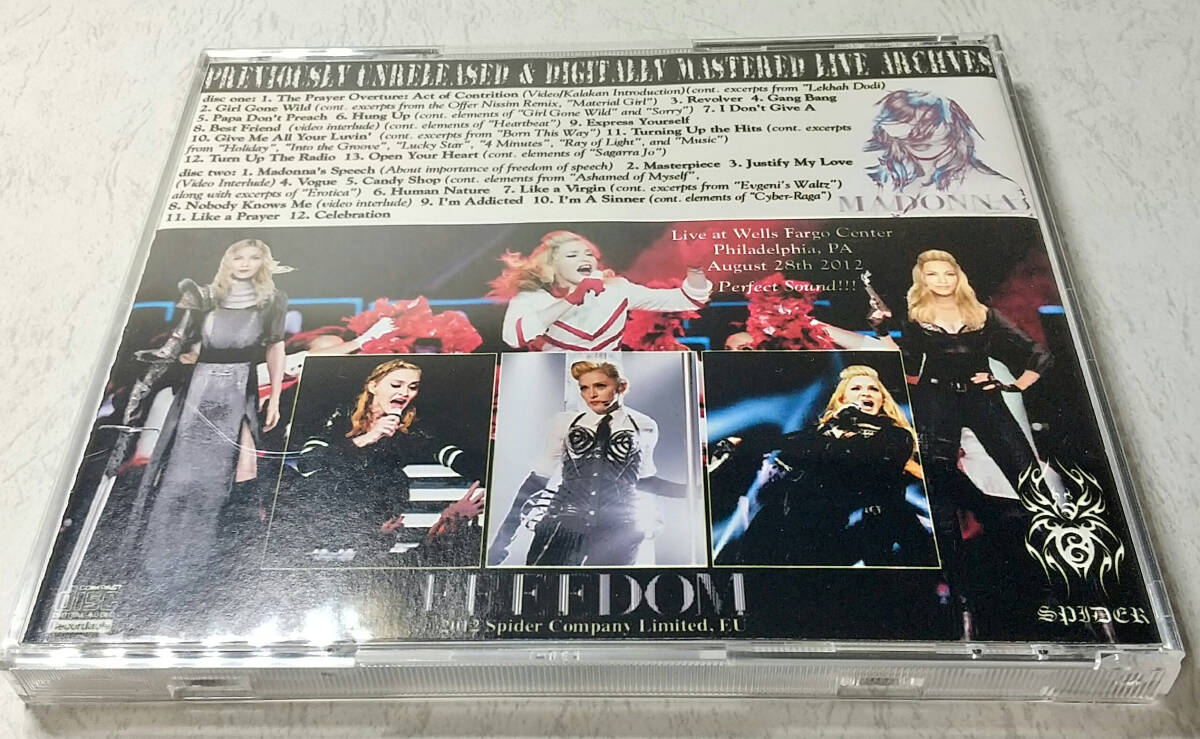 PREVIOUSLY UNRELEASED & DIGITALLY MASTERED LIVE ARCHIVES
disc one: 1. The Prayer Overture: Act of Contrition (Video/Kalakan Introduction)(cont. excerpts from "Lekhah Dodi)
2. Girl Gone Wild (cont. excerpts from the Offer Nissim Remix, "Material Girl") 3. Revolver 4. Gang Bang
5. Papa Don't Preach 6. Hung Up (cont. elements of "Girl Gone Wild" and "Sorry") 7. I Don't Give A
8. Best Friend (video interlude) (cont. elements of "Heartbeat") 9. Express Yourself
10. Give Me All Your Luvin' (cont. excerpts from "Born This Way") 11. Turning Up the Hits (cont. excerpts
from "Holiday", "Into the Groove", "Lucky Star", "4 Minutes", "Ray of Light", and "Music")
12. Turn Up The Radio 13. Open Your Heart (cont. elements of "Sagarra Jo")
disc two: 1. Madonna's Speech (About importance of freedom of speech) 2. Masterpiece 3. Justify My Love
(Video Interlude) 4. Vogue 5. Candy Shop (cont. elements from "Ashamed of Myself",
along with excerpts of "Erotica") 6. Human Nature 7. Like a Virgin (cont. excerpts from "Evgeni's Waltz")
8. Nobody Knows Me (video interlude) 9. I'm Addicted 10. I'm A Sinner (cont. elements of "Cyber-Raga")
11. Like a Prayer 12. Celebration
MADONNA
Live at Wells Fargo Center
Philadelphia, PA
August 28th 2012
Perfect Sound!!!
FREEDOM
2012 Spider Company Limited. EU
COMPACT
disc
DIGITAL AUDIO
Recordable
SPIDER